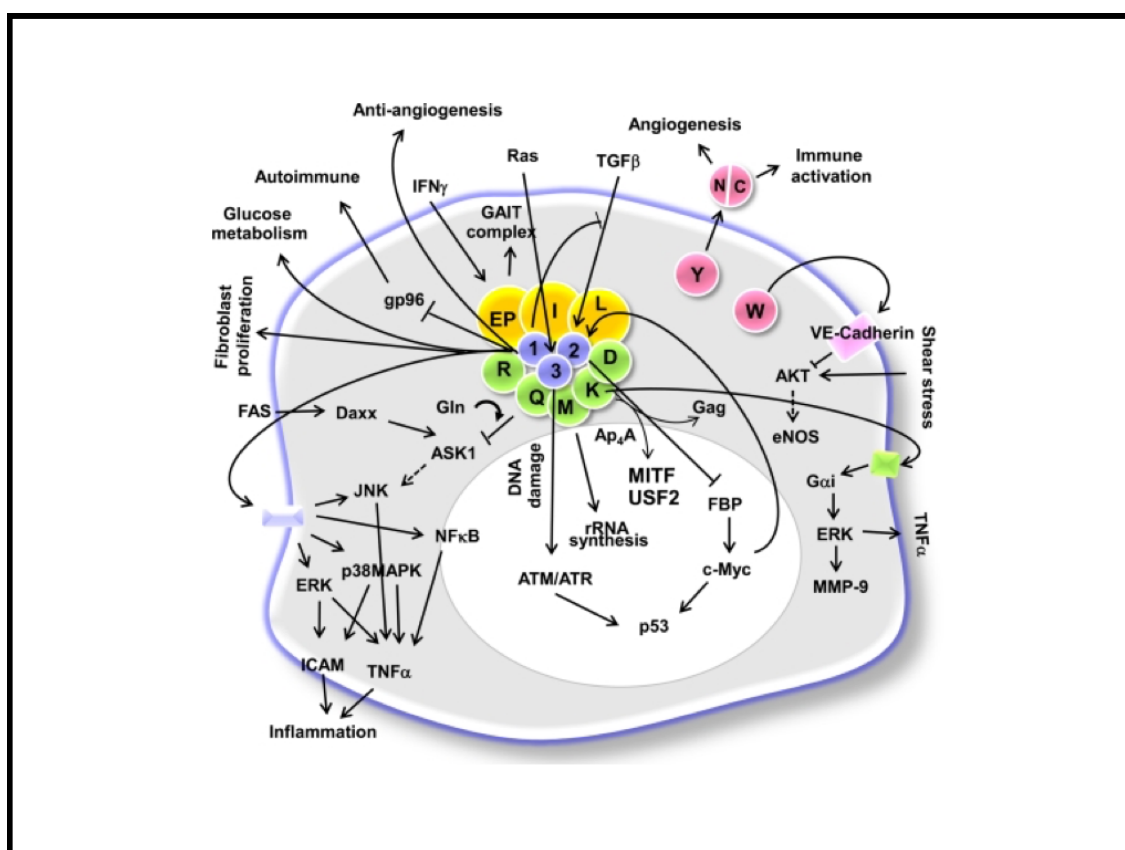 Anti-angiogenesis
Angiogenesis
Ras
TGFβ
Immune
activation
N C
Autoimmune
IFNγ
Glucose
metabolism
GAIT
complex
Y
W
gp96
EP
I
L
VE-Cadherin
Fibroblast
proliferation
1
2
3
R
D
Q
M
K
AKT
Shear stress
FAS
Daxx
Gln
Gag
eNOS
ASK1
Ap4A
DNA
damage
MITF
USF2
JNK
FBP
Gαi
NFκB
rRNA
synthesis
ERK
TNFα
p38MAPK
ERK
ATM/ATR
c-Myc
MMP-9
p53
ICAM
TNFα
Inflammation